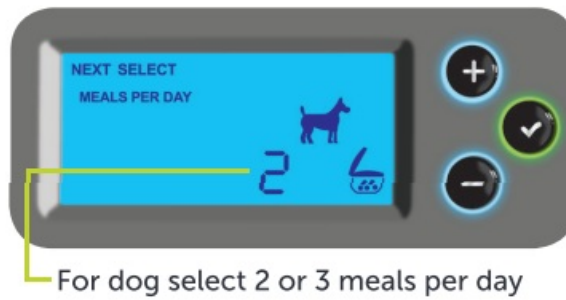 NEXT SELECT
MEALS PER DAY
2
For dog select 2 or 3 meals per day